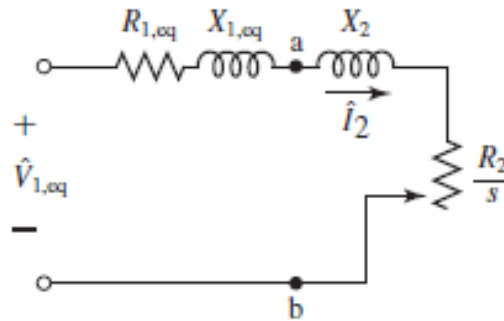 R1,eq X1,eq a X2
Î2
+
V̂1,eq
−
R2/s
b